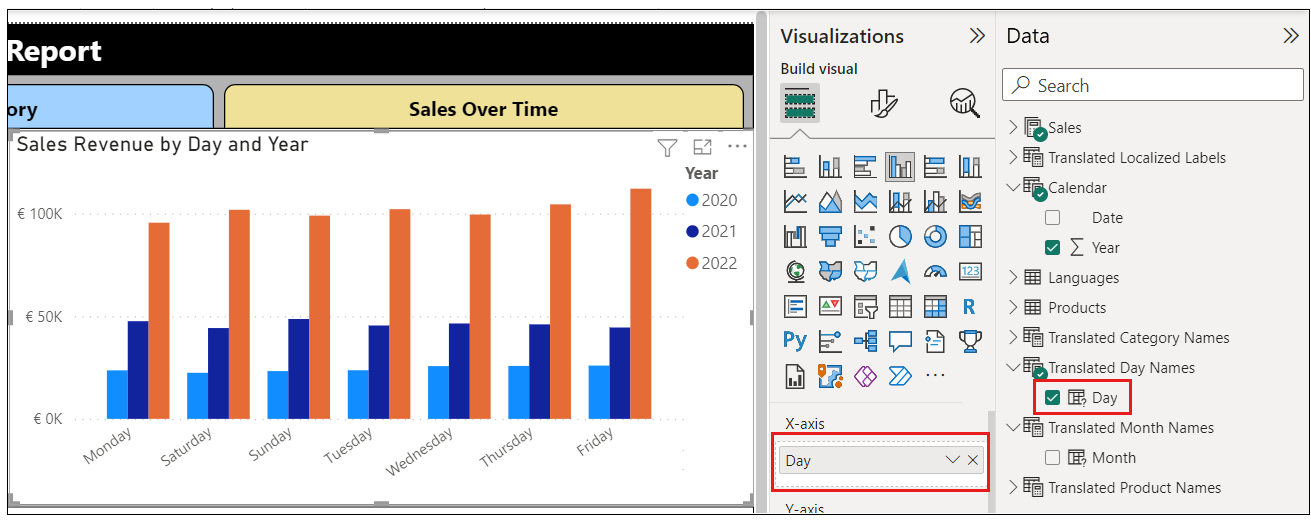 Report
ory
Sales Over Time
Sales Revenue by Day and Year
Year
2020
2021
2022
€ 100K
€ 50K
€ 0K
Monday
Saturday
Sunday
Tuesday
Wednesday
Thursday
Friday
Visualizations
Build visual
123
R
Py
X-axis
Day
Y-axis
Data
Search
Sales
Translated Localized Labels
Calendar
Date
Year
Languages
Products
Translated Category Names
Translated Day Names
Day
Translated Month Names
Month
Translated Product Names